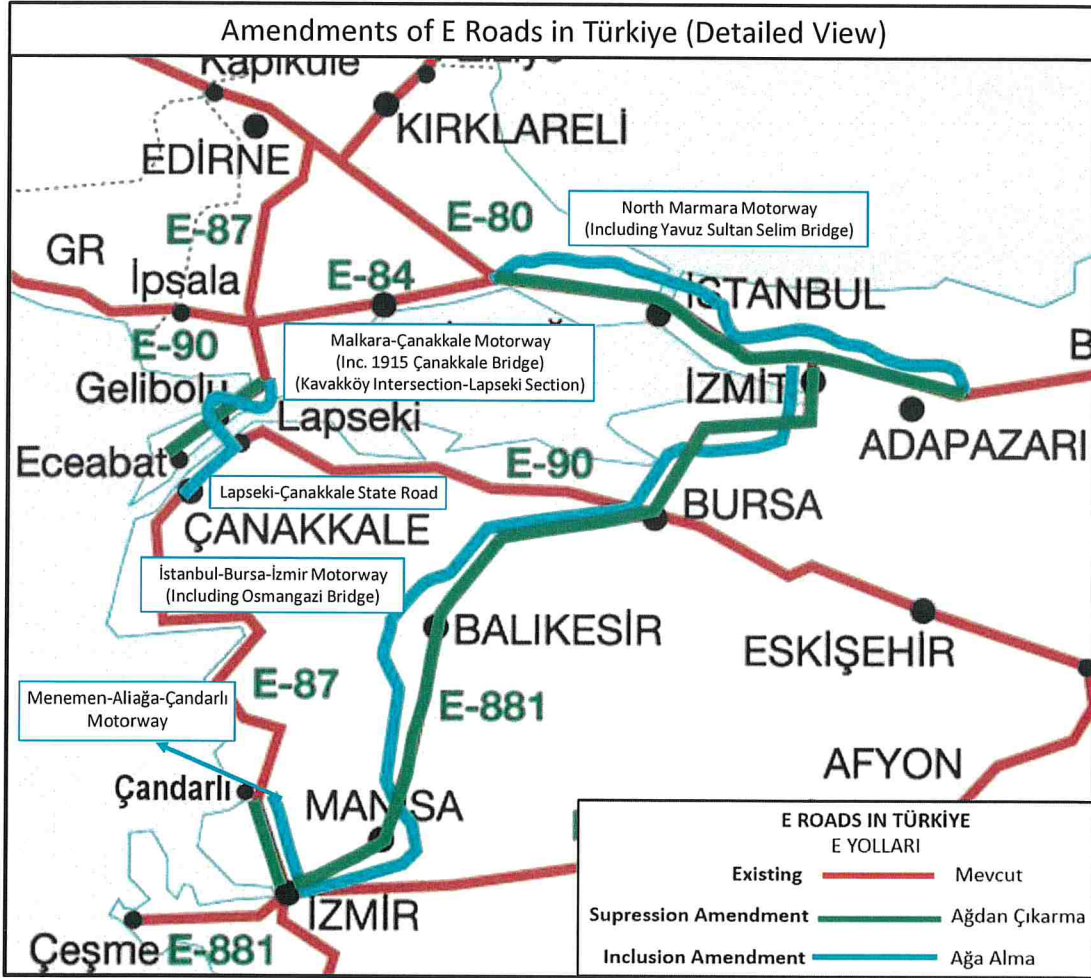 Amendments of E Roads in Türkiye (Detailed View)
Kapıkule
KIRKLARELİ
EDİRNE
E-87
E-80
North Marmara Motorway
(Including Yavuz Sultan Selim Bridge)
GR
İpsala
E-84
İSTANBUL
E-90
Malkara-Çanakkale Motorway
(Inc. 1915 Çanakkale Bridge)
(Kavakköy Intersection-Lapseki Section)
B
Gelibolu
İZMİT
Lapseki
ADAPAZARI
Eceabat
E-90
Lapseki-Çanakkale State Road
BURSA
ÇANAKKALE
İstanbul-Bursa-İzmir Motorway
(Including Osmangazi Bridge)
BALIKESİR
ESKİŞEHİR
E-87
Menemen-Aliağa-Çandarlı
Motorway
E-881
AFYON
Çandarlı
MANİSA
İZMİR
Çeşme E-881
E ROADS IN TÜRKİYE
E YOLLARI
Existing Mevcut
Supression Amendment Ağdan Çıkarma
Inclusion Amendment Ağa Alma